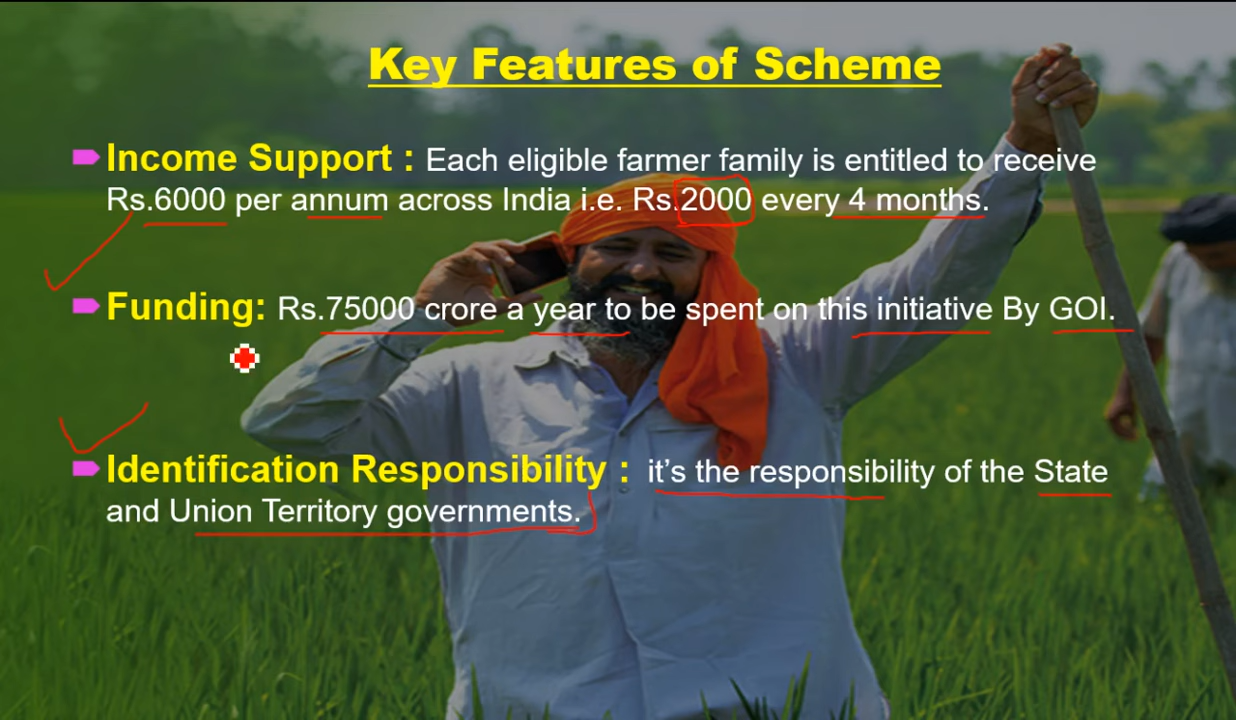 Key Features of Scheme
Income Support : Each eligible farmer family is entitled to receive
Rs.6000 per annum across India i.e. Rs.2000 every 4 months.
Funding: Rs.75000 crore a year to be spent on this initiative By GOI.
Identification Responsibility : it’s the responsibility of the State
and Union Territory governments.